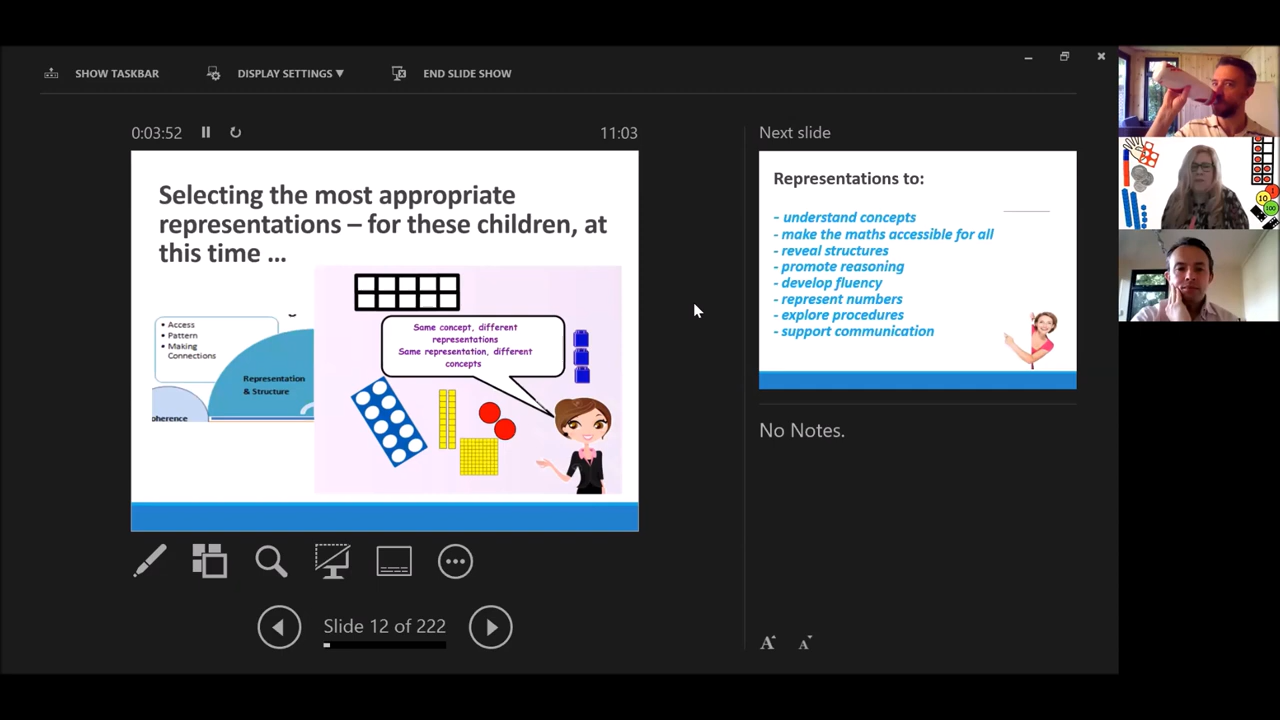 SHOW TASKBAR
DISPLAY SETTINGS ▼
END SLIDE SHOW
0:03:52
11:03
Next slide
Selecting the most appropriate
representations – for these children, at
this time ...
• Access
• Pattern
• Making
Connections
Representation
& Structure
oherence
Same concept, different
representations
Same representation, different
concepts
Representations to:
- understand concepts
- make the maths accessible for all
- reveal structures
- promote reasoning
- develop fluency
- represent numbers
- explore procedures
- support communication
No Notes.
Slide 12 of 222
A A
10
1
100